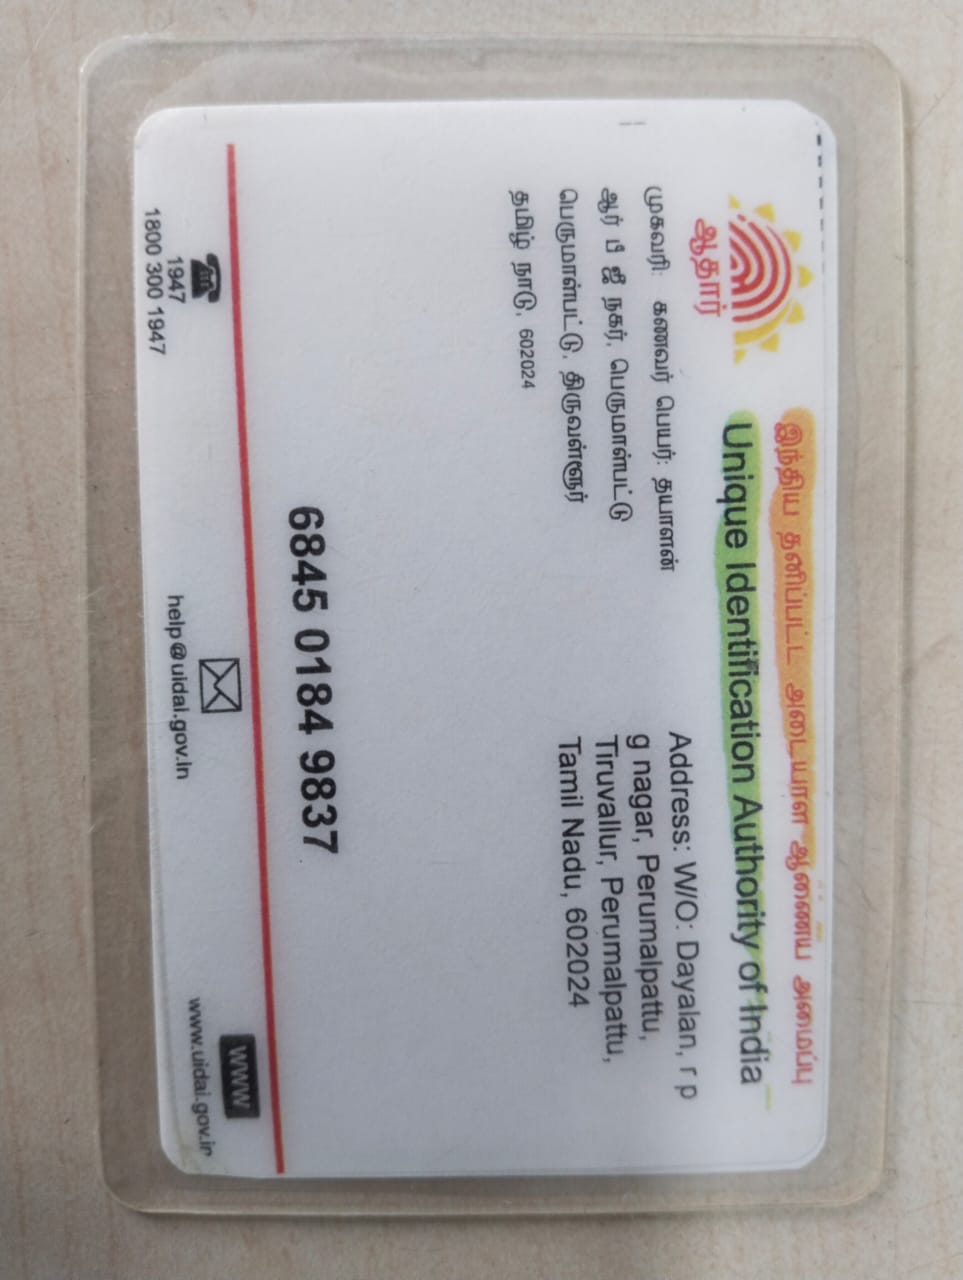 இந்திய தனிப்பட்ட அடையாள ஆணைய அமைப்பு
Unique Identification Authority of India
ஆதார்
முகவரி: கணவர் பெயர்: தயாளன்
ஆர் பி ஜீ நகர், பெருமாள்பட்டு
பெருமாள்பட்டு, திருவள்ளூர்
தமிழ் நாடு, 602024
Address: W/O: Dayalan, r p
g nagar, Perumalpattu,
Tiruvallur, Perumalpattu,
Tamil Nadu, 602024
6845 0184 9837
1947
1800 300 1947
help@uidai.gov.in
WWW
www.uidai.gov.in